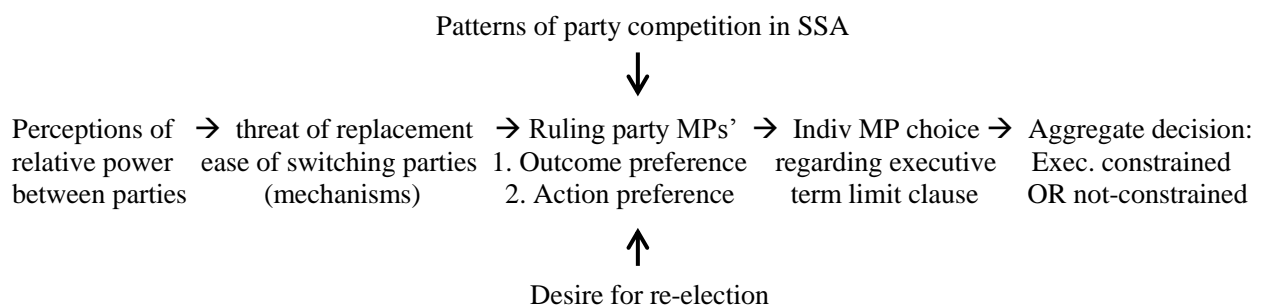 Patterns of party competition in SSA
↓
Perceptions of → threat of replacement → Ruling party MPs’ → Indiv MP choice → Aggregate decision:
relative power ease of switching parties 1. Outcome preference regarding executive Exec. constrained
between parties (mechanisms) 2. Action preference term limit clause OR not-constrained
↑
Desire for re-election